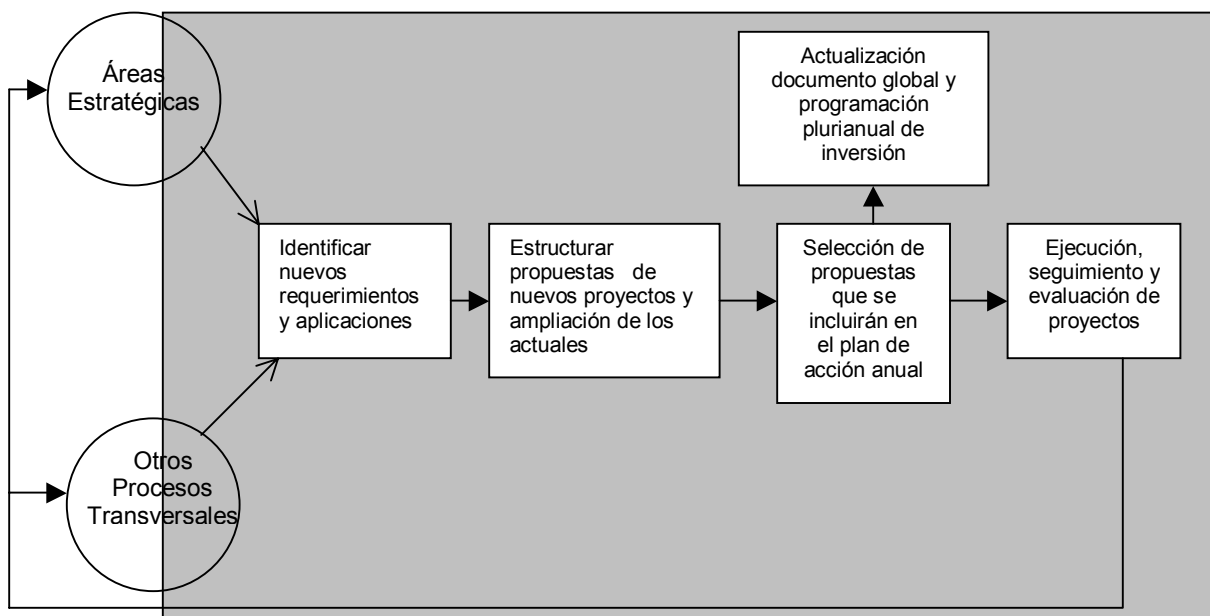 Áreas
Estratégicas
Actualización
documento global y
programación
plurianual de
inversión
Identificar
nuevos
requerimientos
y aplicaciones
Estructurar
propuestas de
nuevos proyectos y
ampliación de los
actuales
Selección de
propuestas
que se
incluirán en
el plan de
acción anual
Ejecución,
seguimiento y
evaluación de
proyectos
Otros
Procesos
Transversales